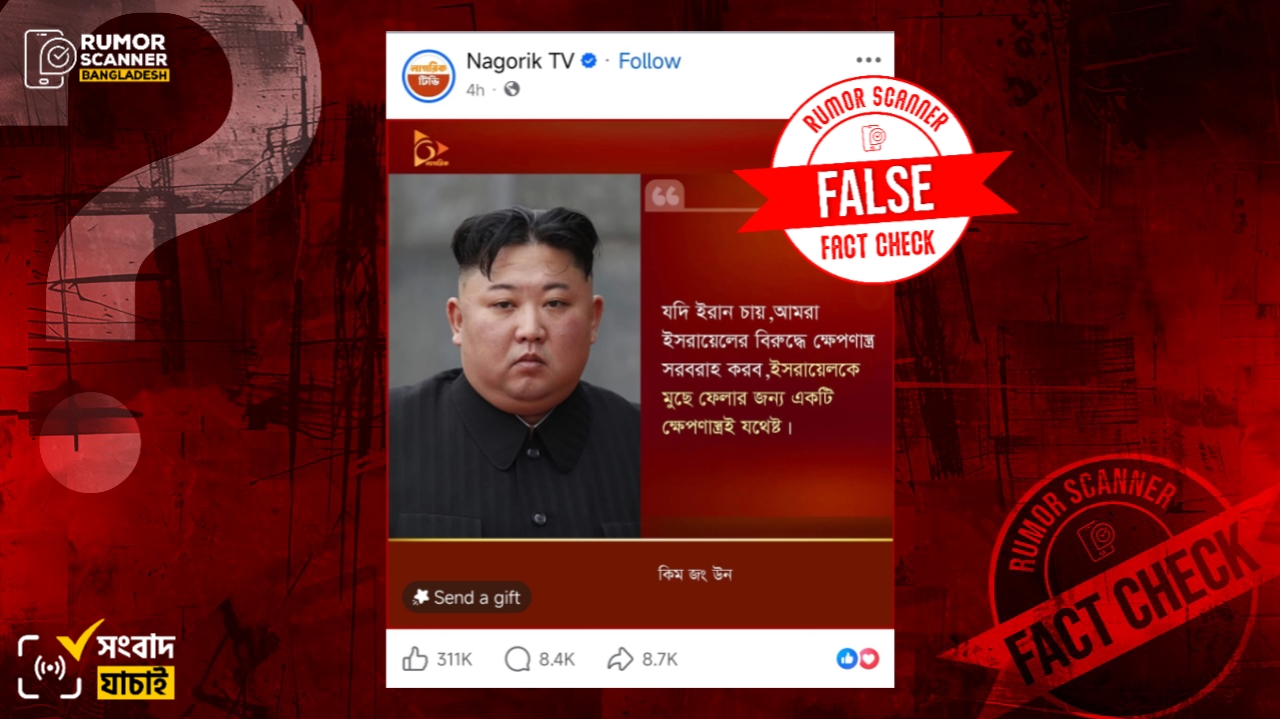 RUMOR
SCANNER
BANGLADESH
Nagorik TV · Follow
নাগরিক
টিভি
4h ·
নাগরিক
RUMOR SCANNER
FALSE
FACT CHECK
যদি ইরান চায় ,আমরা
ইসরায়েলের বিরুদ্ধে ক্ষেপণাস্ত্র
সরবরাহ করব ,ইসরায়েলকে
মুছে ফেলার জন্য একটি
ক্ষেপণাস্ত্রই যথেষ্ট ।
কিম জং উন
Send a gift
311K 8.4K 8.7K
সংবাদ
যাচাই
RUMOR SCANNER
FACT CHECK